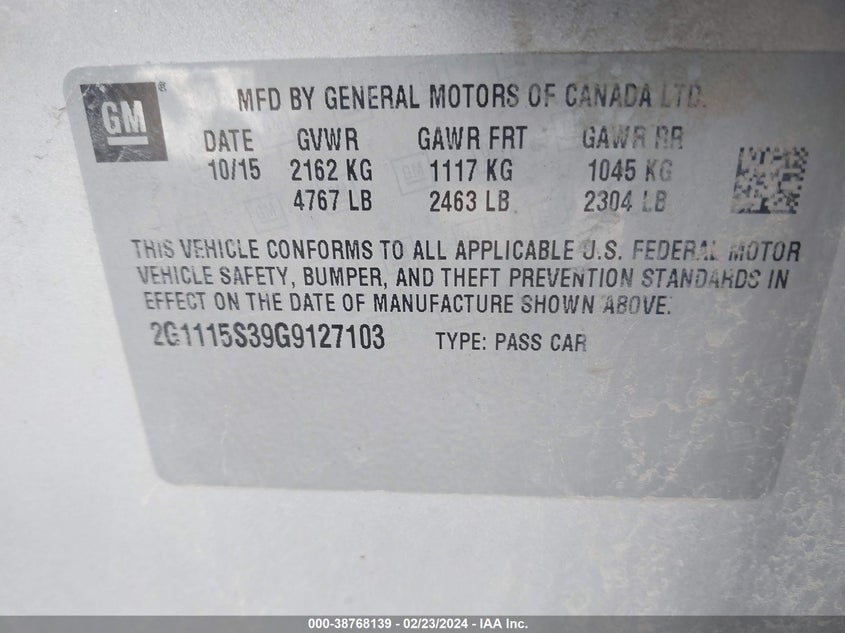 GM
MFD BY GENERAL MOTORS OF CANADA LTD.
DATE GVWR GAWR FRT GAWR RR
10/15 2162 KG 1117 KG 1045 KG
4767 LB 2463 LB 2304 LB
THIS VEHICLE CONFORMS TO ALL APPLICABLE U.S. FEDERAL MOTOR
VEHICLE SAFETY, BUMPER, AND THEFT PREVENTION STANDARDS IN
EFFECT ON THE DATE OF MANUFACTURE SHOWN ABOVE.
2G1115S39G9127103 TYPE: PASS CAR
000-38768139 - 02/23/2024 - IAA Inc.